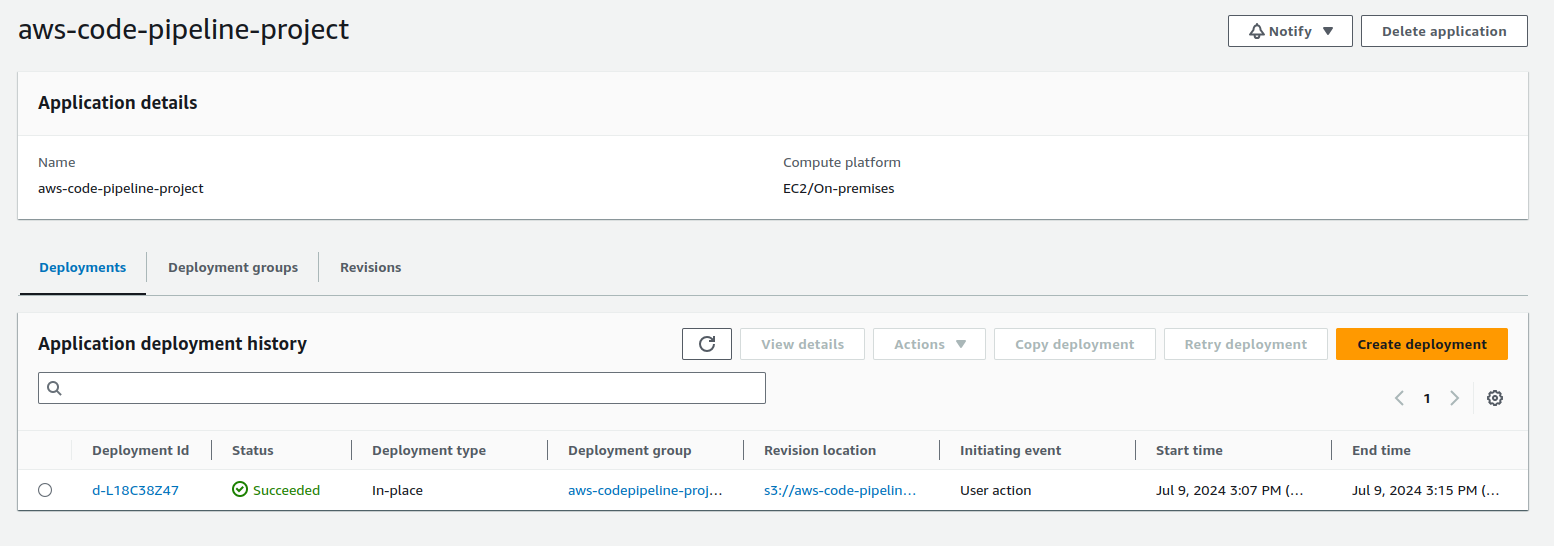 aws-code-pipeline-project
Notify
Delete application
Application details
Name
Compute platform
aws-code-pipeline-project
EC2/On-premises
Deployments
Deployment groups
Revisions
Application deployment history
View details
Actions
Copy deployment
Retry deployment
Create deployment
1
Deployment Id
Status
Deployment type
Deployment group
Revision location
Initiating event
Start time
End time
d-L18C38Z47
Succeeded
In-place
aws-codepipeline-proj...
s3://aws-code-pipelin...
User action
Jul 9, 2024 3:07 PM (...
Jul 9, 2024 3:15 PM (...